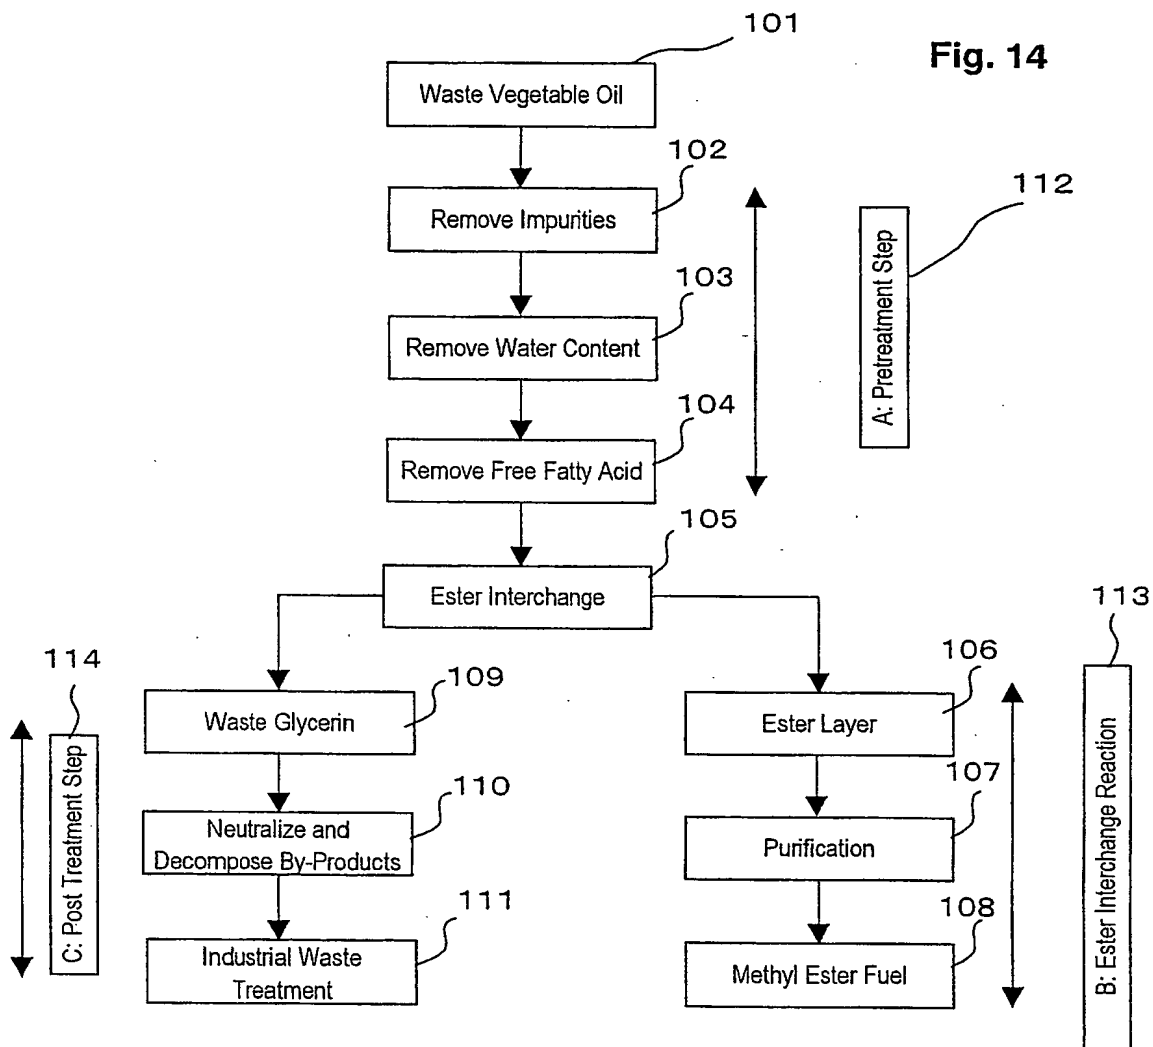 101
Fig. 14
Waste Vegetable Oil
102
Remove Impurities
112
A: Pretreatment Step
103
Remove Water Content
104
Remove Free Fatty Acid
105
Ester Interchange
113
B: Ester Interchange Reaction
114
C: Post Treatment Step
109
Waste Glycerin
106
Ester Layer
110
Neutralize and
Decompose By-Products
107
Purification
111
Industrial Waste
Treatment
108
Methyl Ester Fuel